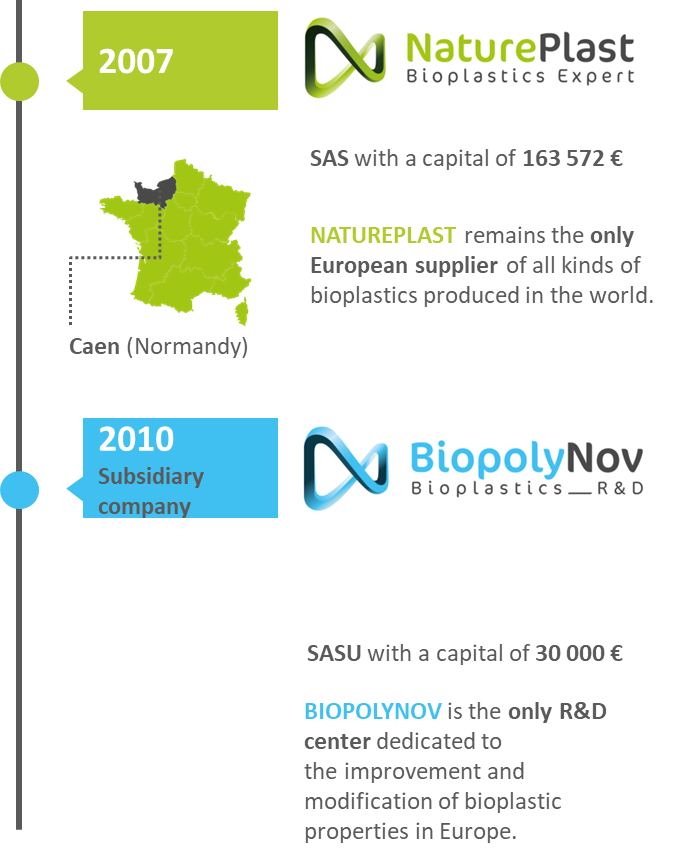 2007
NaturePlast
Bioplastics Expert
SAS with a capital of 163 572 €
NATUREPLAST remains the only
European supplier of all kinds of
bioplastics produced in the world.
Caen (Normandy)
2010
Subsidiary
company
BiopolyNov
Bioplastics__R&D
SASU with a capital of 30 000 €
BIOPOLYNOV is the only R&D
center dedicated to
the improvement and
modification of bioplastic
properties in Europe.